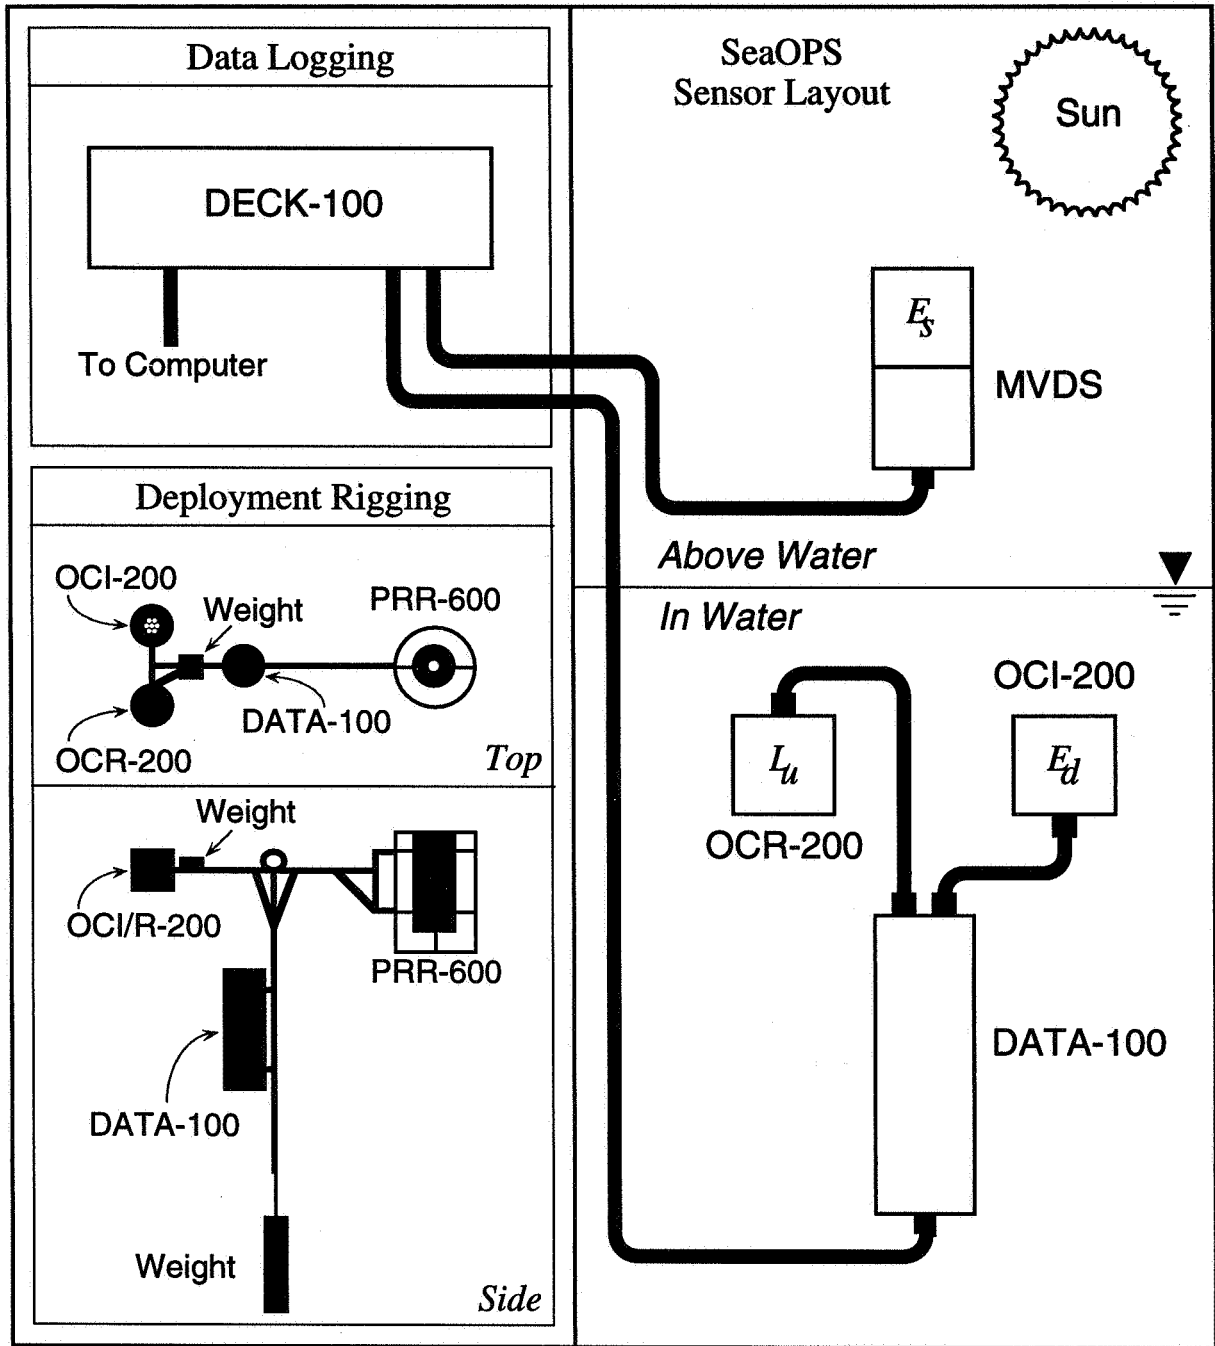 Data Logging
DECK-100
To Computer
Deployment Rigging
OCI-200
Weight
PRR-600
DATA-100
OCR-200
Top
Weight
OCI/R-200
PRR-600
DATA-100
Weight
Side
SeaOPS
Sensor Layout
Sun
Es
MVDS
Above Water
In Water
OCI-200
Lu
Ed
OCR-200
DATA-100